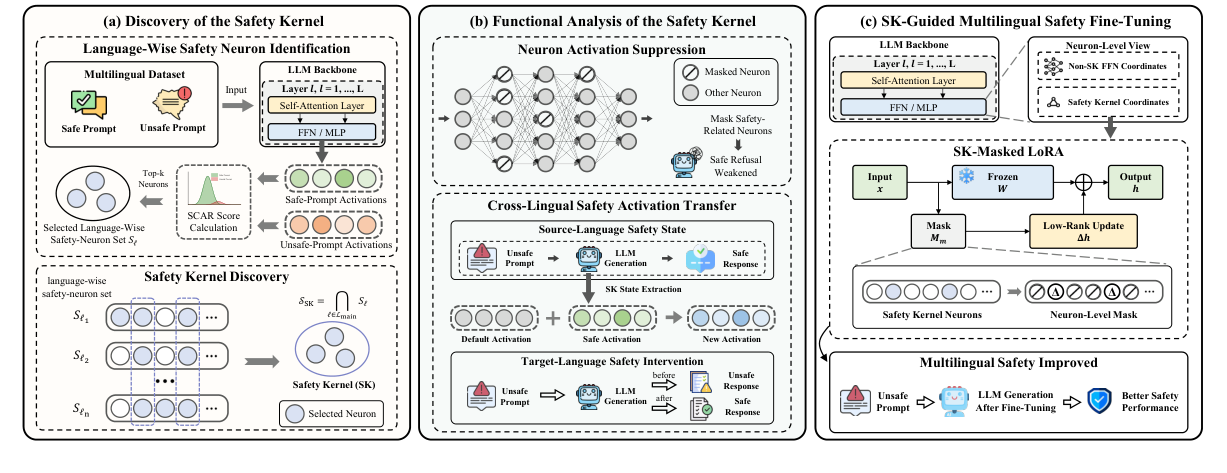 (a) Discovery of the Safety Kernel
Language-Wise Safety Neuron Identification
Multilingual Dataset
Safe Prompt
Unsafe Prompt
Input
LLM Backbone
Layer l, l = 1, ..., L
Self-Attention Layer
FFN / MLP
Top-k
Neurons
Selected Language-Wise
Safety-Neuron Set Sℓ
SCAR Score
Calculation
Safe-Prompt Activations
Unsafe-Prompt Activations
Safety Kernel Discovery
language-wise
safety-neuron set
Sℓ₁
...
Sℓ₂
...
...
Sℓₙ
...
S_SK = ⋂ Sℓ
ℓ∈ℒmain
Safety Kernel (SK)
Selected Neuron
(b) Functional Analysis of the Safety Kernel
Neuron Activation Suppression
Masked Neuron
Other Neuron
Mask Safety-
Related Neurons
Safe Refusal
Weakened
Cross-Lingual Safety Activation Transfer
Source-Language Safety State
Unsafe
Prompt
LLM
Generation
Safe
Response
SK State Extraction
Default Activation
Safe Activation
New Activation
Target-Language Safety Intervention
Unsafe
Prompt
LLM
Generation
before
after
Unsafe
Response
Safe
Response
(c) SK-Guided Multilingual Safety Fine-Tuning
LLM Backbone
Layer l, l = 1, ..., L
Self-Attention Layer
FFN / MLP
Neuron-Level View
Non-SK FFN Coordinates
Safety Kernel Coordinates
SK-Masked LoRA
Input
x
Frozen
W
Output
h
Mask
Mₘ
Low-Rank Update
Δh
...
Δ
Δ
...
Safety Kernel Neurons
Neuron-Level Mask
Multilingual Safety Improved
Unsafe
Prompt
LLM Generation
After Fine-Tuning
Better Safety
Performance